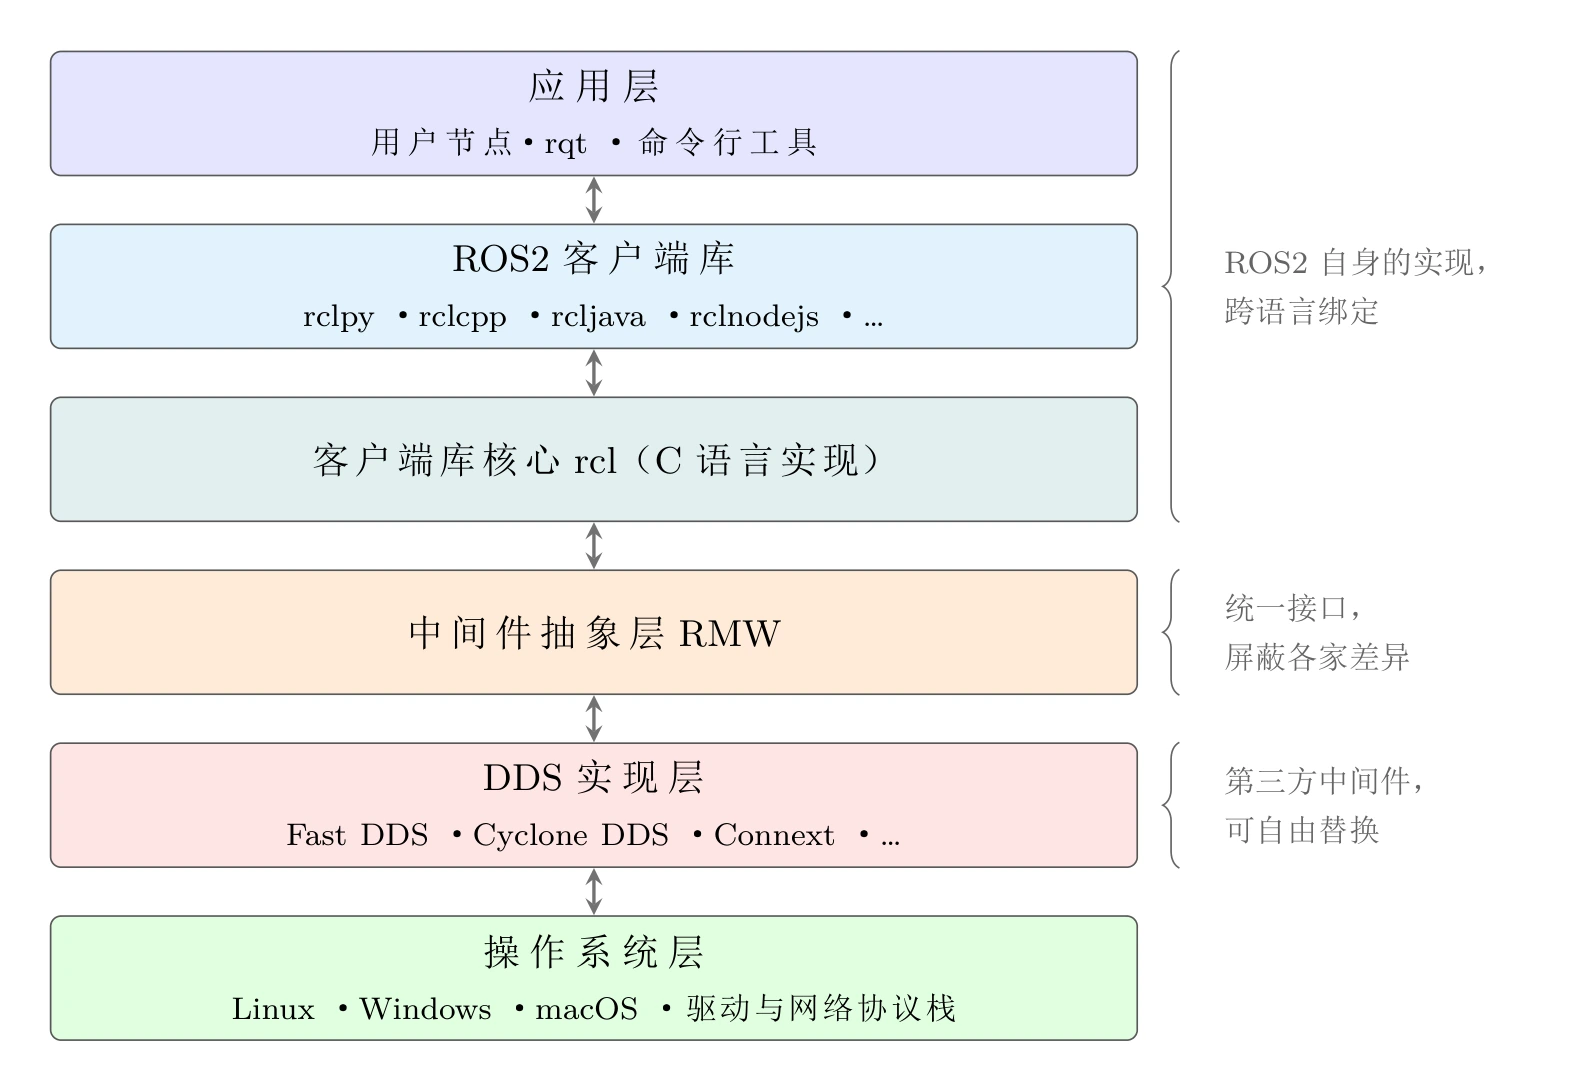 应用层
用户节点 • rqt • 命令行工具
ROS2 客户端库
rclpy • rclcpp • rcljava • rclnodejs • …
ROS2 自身的实现，
跨语言绑定
客户端库核心 rcl（C 语言实现）
中间件抽象层 RMW
统一接口，
屏蔽各家差异
DDS 实现层
Fast DDS • Cyclone DDS • Connext • …
第三方中间件，
可自由替换
操作系统层
Linux • Windows • macOS • 驱动与网络协议栈